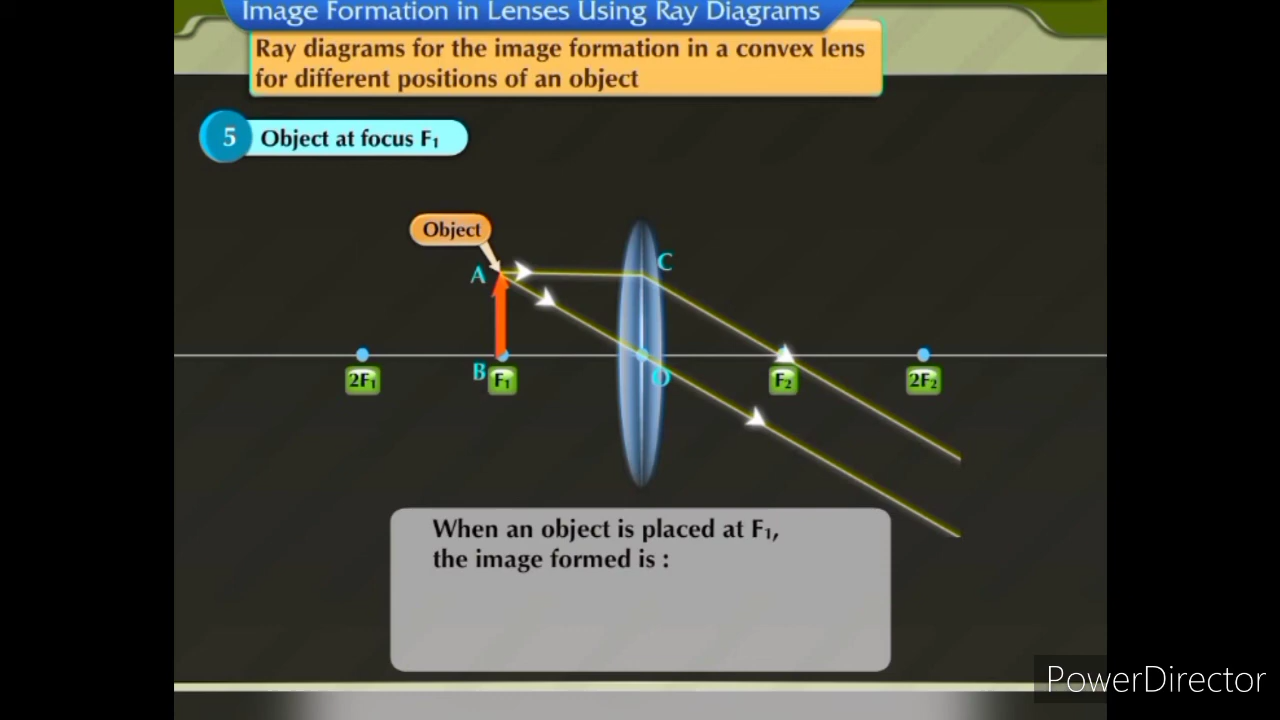 Image Formation in Lenses Using Ray Diagrams
Ray diagrams for the image formation in a convex lens
for different positions of an object
5 Object at focus F₁
Object
A
C
B
O
2F₁
F₁
F₂
2F₂
When an object is placed at F₁,
the image formed is :
PowerDirector